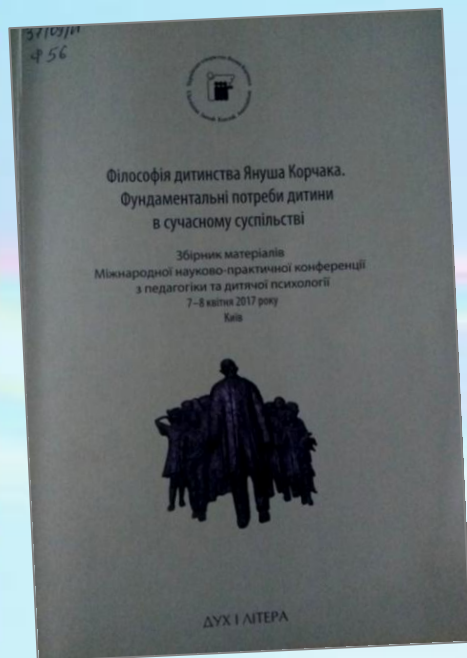 Ф 56
Філософія дитинства Януша Корчака.
Фундаментальні потреби дитини
в сучасному суспільстві
Збірник матеріалів
Міжнародної науково-практичної конференції
з педагогіки та дитячої психології
7–8 квітня 2017 року
Київ
ДУХ І ЛІТЕРА